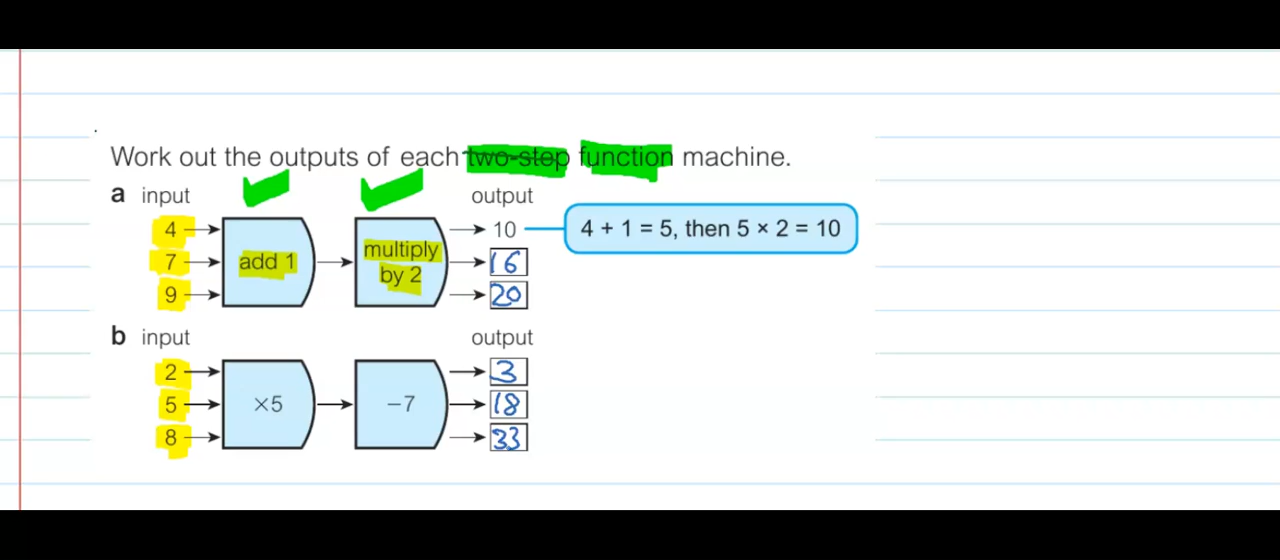 Work out the outputs of each two-step function machine.
a input output
4 10 4 + 1 = 5, then 5 × 2 = 10
7 add 1 multiply by 2 16
9 20
b input output
2 3
5 ×5 −7 18
8 33